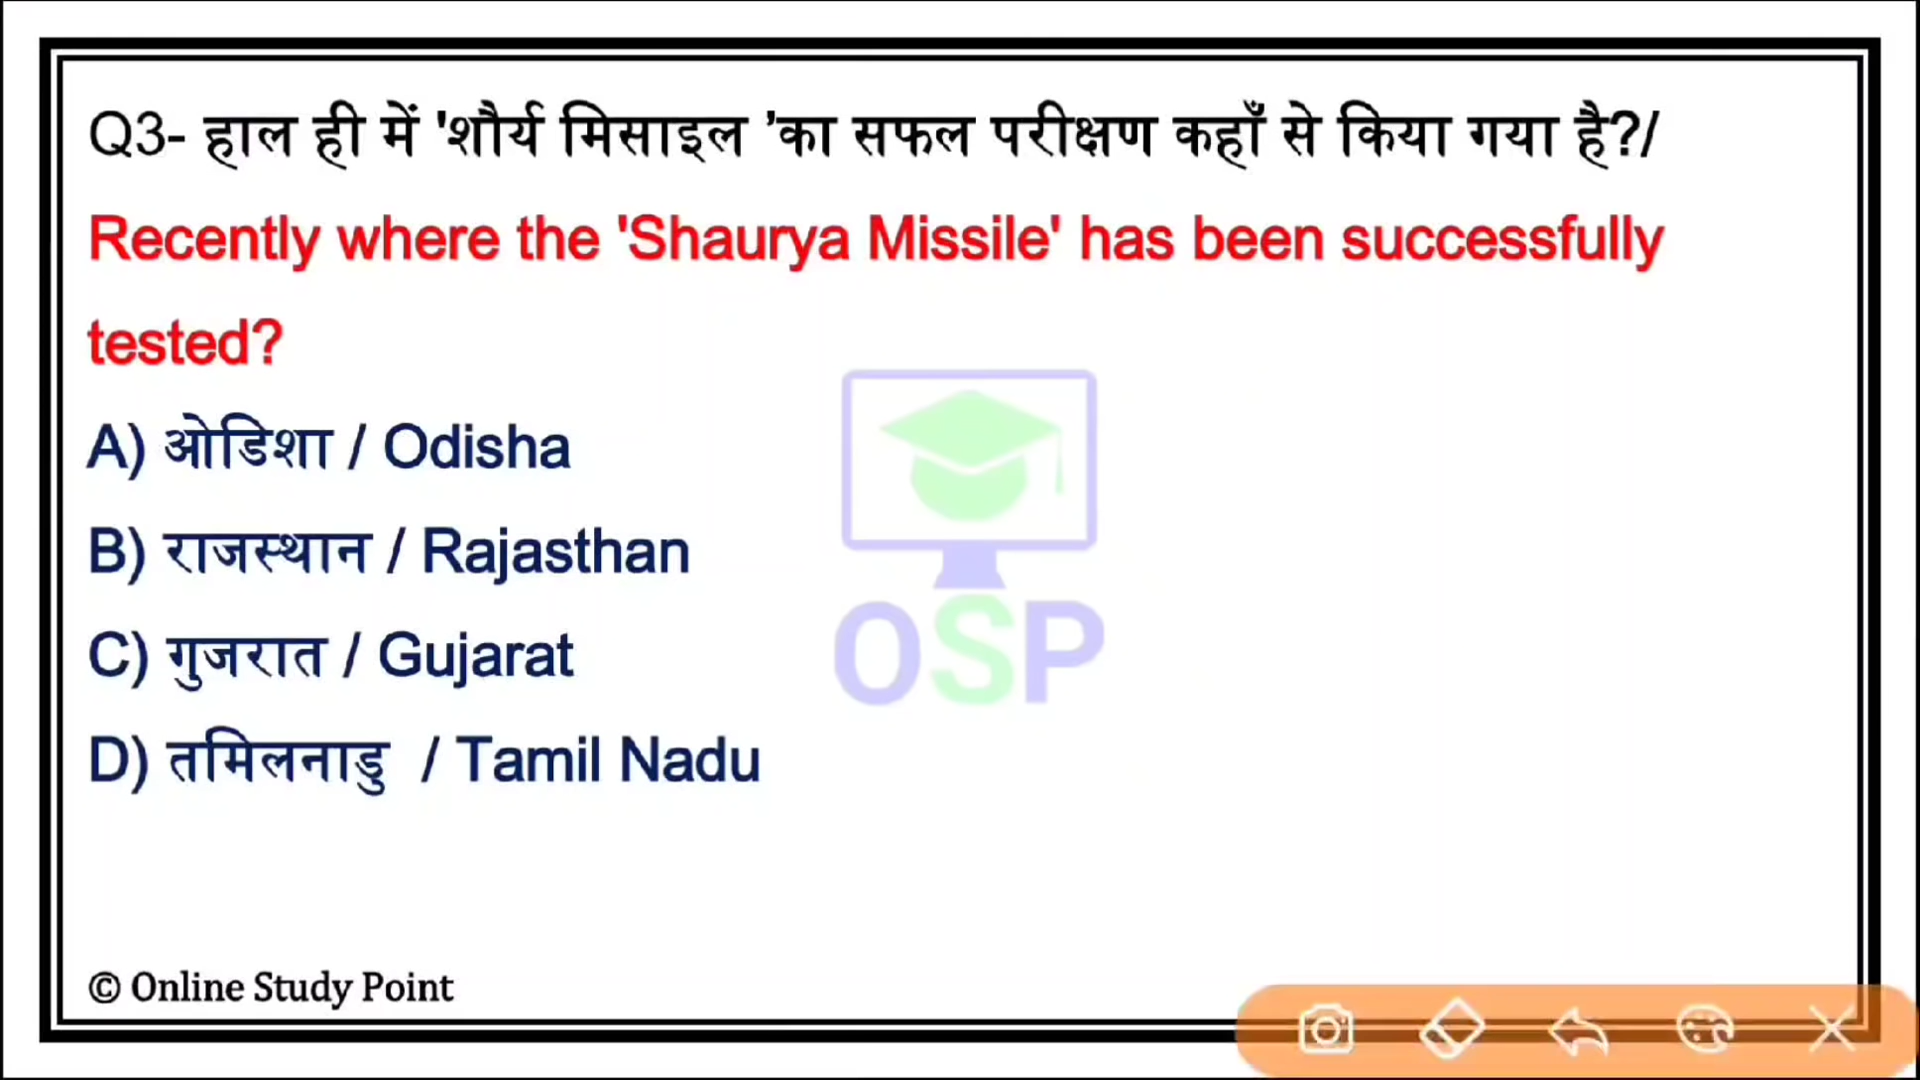 Q3- हाल ही में 'शौर्य मिसाइल 'का सफल परीक्षण कहाँ से किया गया है?/
Recently where the 'Shaurya Missile' has been successfully
tested?
A) ओडिशा / Odisha
B) राजस्थान / Rajasthan
C) गुजरात / Gujarat
D) तमिलनाडु / Tamil Nadu
OSP
© Online Study Point